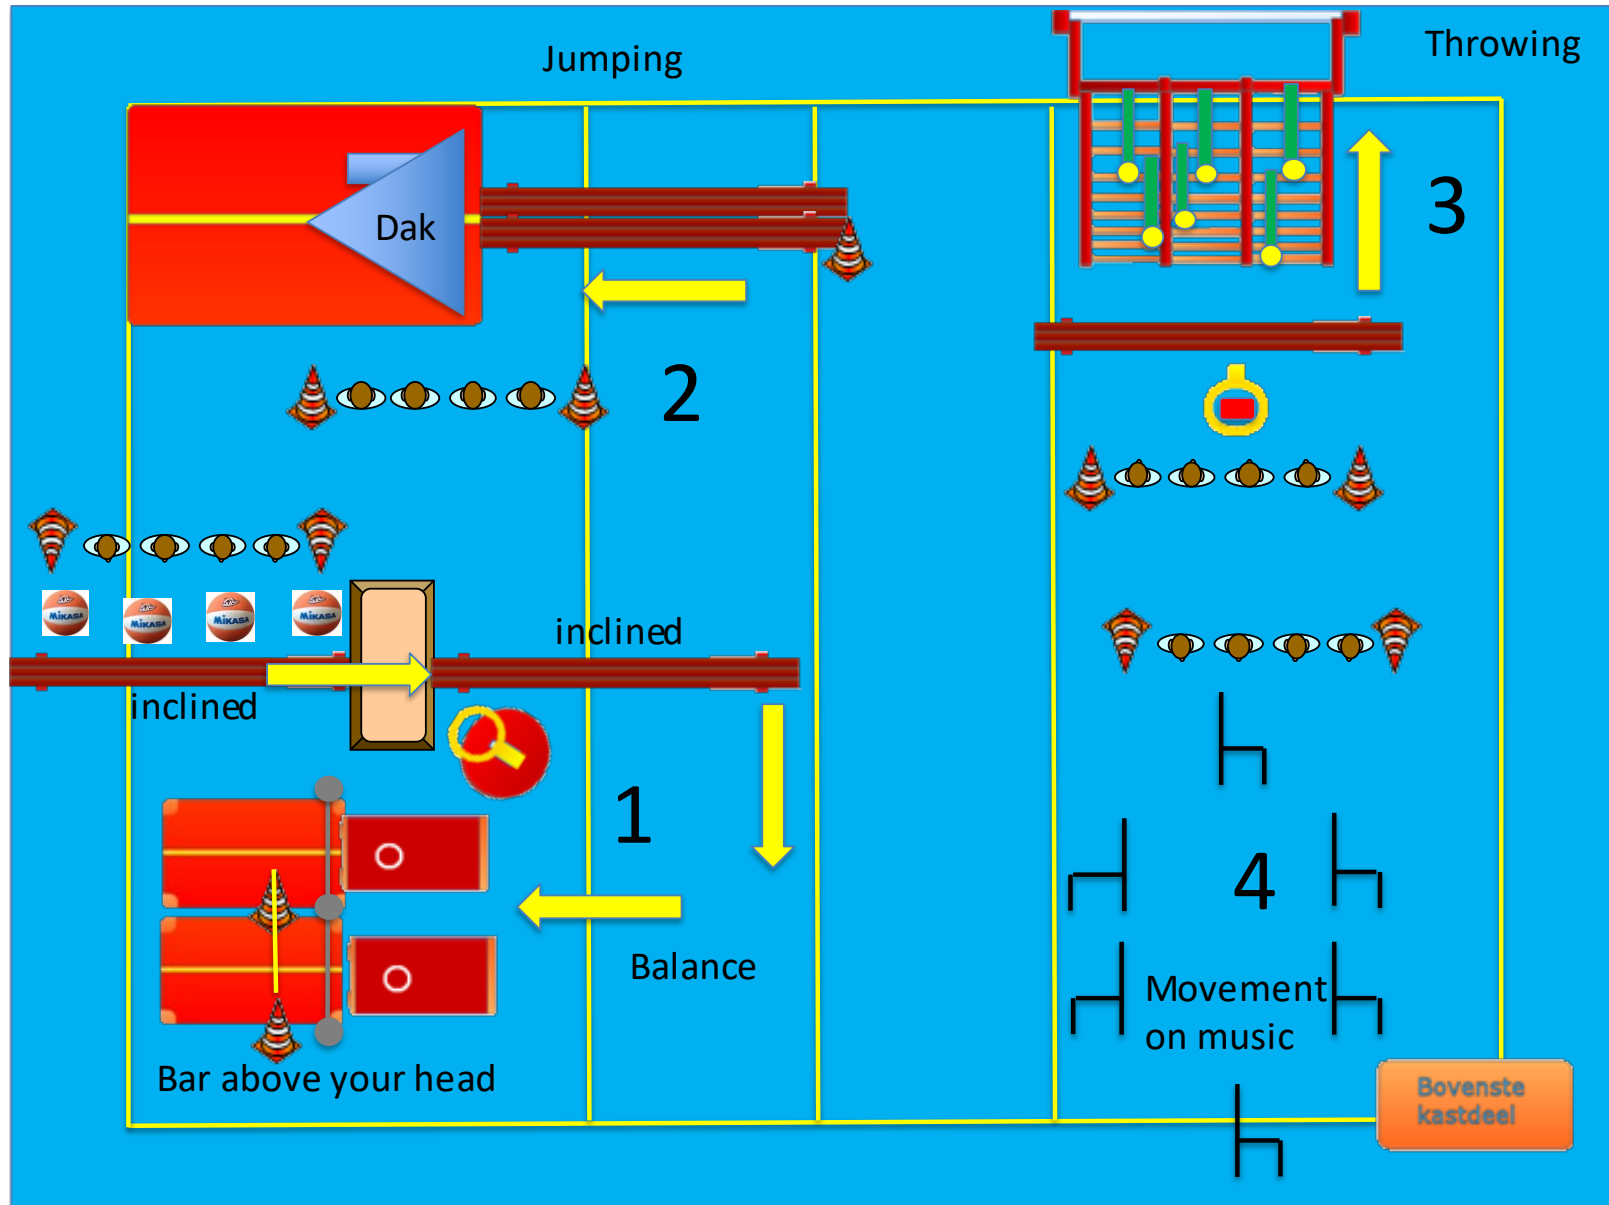 Jumping
Throwing
Dak
3
2
MIKASA
MIKASA
MIKASA
MIKASA
inclined
inclined
1
4
Balance
Movement
on music
Bar above your head
Bovenste
kastdeel